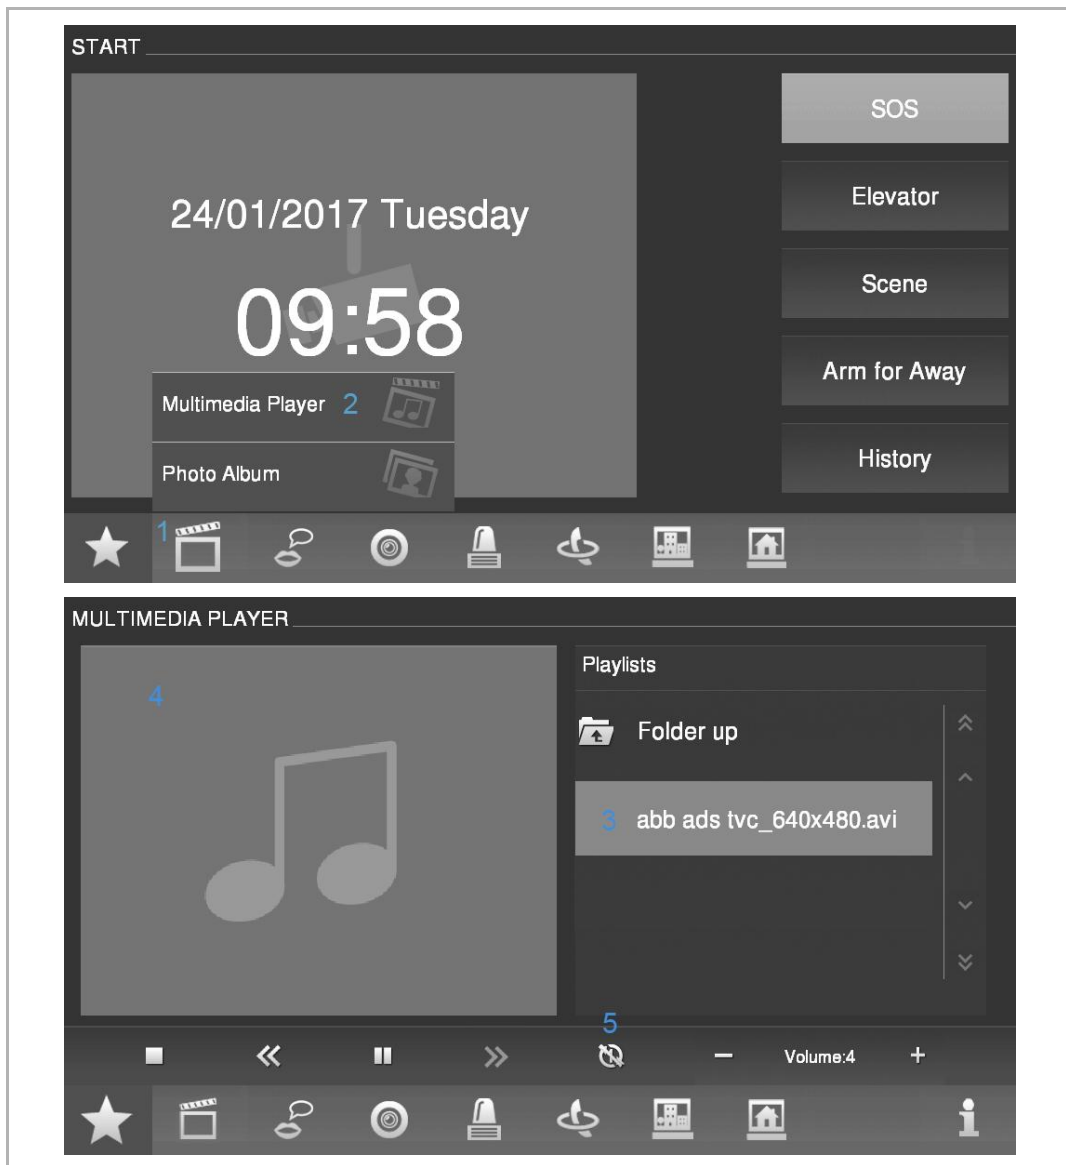 START
SOS
24/01/2017 Tuesday
Elevator
09:58
Scene
Arm for Away
Multimedia Player 2
Photo Album
History
1
MULTIMEDIA PLAYER
4
Playlists
Folder up
3 abb ads tvc_640x480.avi
5
Volume:4